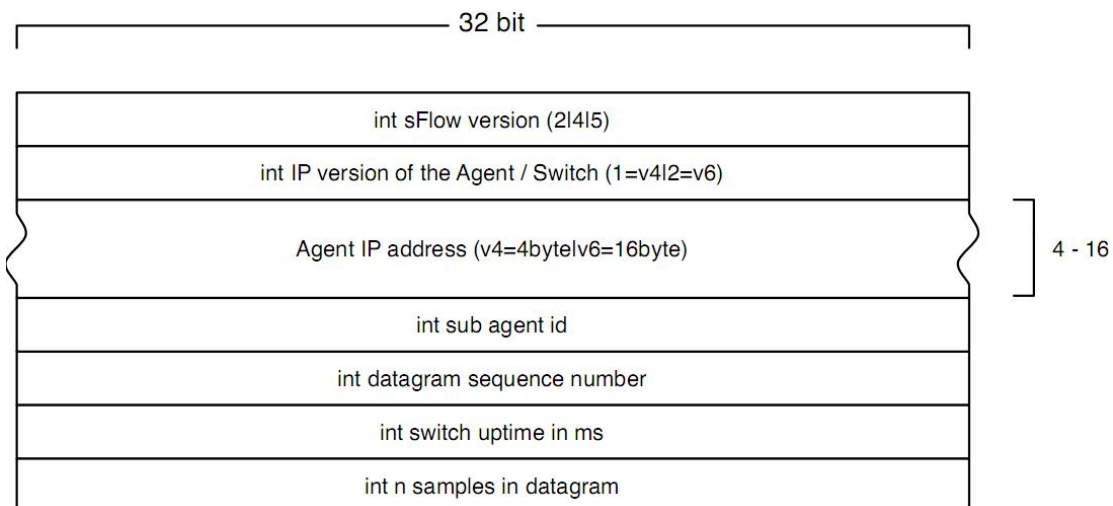 32 bit
int sFlow version (2|4|5)
int IP version of the Agent / Switch (1=v4|2=v6)
Agent IP address (v4=4byte|v6=16byte)
4 - 16
int sub agent id
int datagram sequence number
int switch uptime in ms
int n samples in datagram